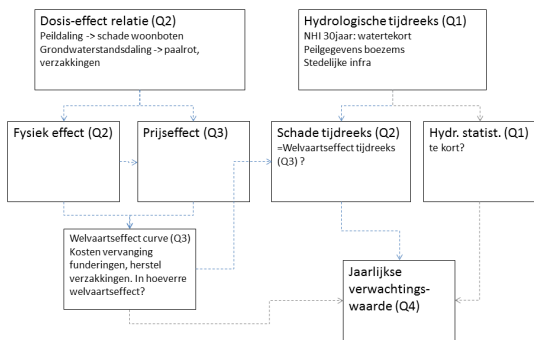 Dosis-effect relatie (Q2)
Peildaling -> schade woonboten
Grondwaterstandsdaling -> paalrot,
verzakkingen
Hydrologische tijdreeks (Q1)
NHI 30jaar: watertekort
Peilgegevens boezems
Stedelijke infra
Fysiek effect (Q2)
Prijseffect (Q3)
Schade tijdreeks (Q2)
=Welvaartseffect tijdreeks
(Q3) ?
Hydr. statist. (Q1)
te kort?
Welvaartseffect curve (Q3)
Kosten vervanging
funderingen, herstel
verzakkingen. In hoeverre
welvaartseffect?
Jaarlijkse
verwachtings-
waarde (Q4)